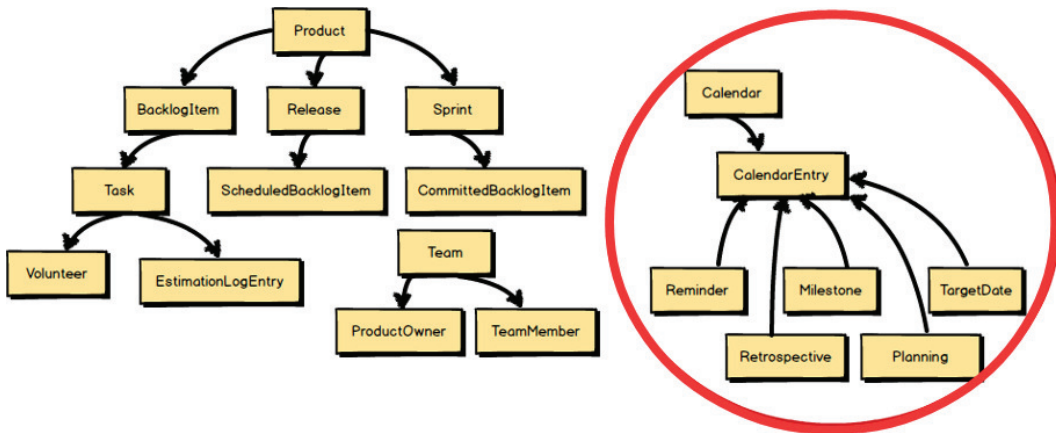 Product
Calendar
BacklogItem
Release
Sprint
CalendarEntry
Task
ScheduledBacklogItem
CommittedBacklogItem
Team
Volunteer
EstimationLogEntry
Reminder
Milestone
TargetDate
ProductOwner
TeamMember
Retrospective
Planning